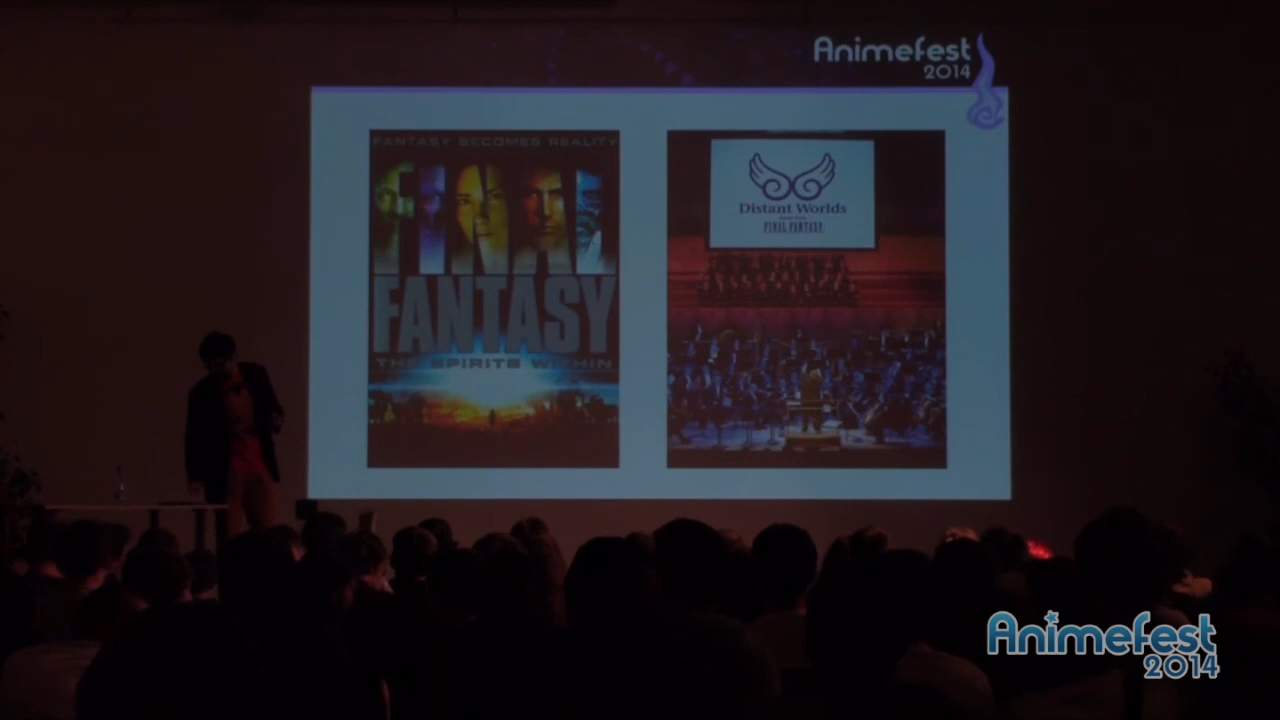 Animefest
2014
FANTASY BECOMES REALITY
FINAL
FANTASY
THE SPIRITS WITHIN
Distant Worlds
FINAL FANTASY
Animefest
2014